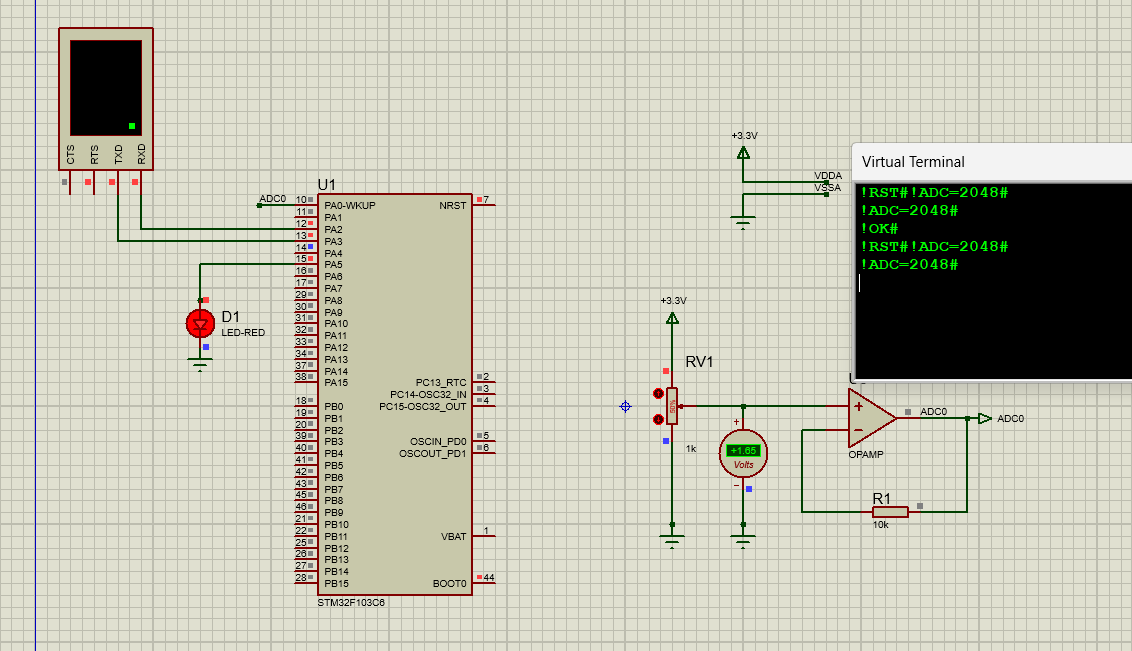 CTS
RTS
TXD
RXD
U1
ADC0
10 PA0-WKUP
11 PA1
12 PA2
13 PA3
14 PA4
15 PA5
16 PA6
17 PA7
29 PA8
30 PA9
31 PA10
32 PA11
33 PA12
34 PA13
37 PA14
38 PA15
18 PB0
19 PB1
20 PB2
39 PB3
40 PB4
41 PB5
42 PB6
43 PB7
45 PB8
46 PB9
21 PB10
22 PB11
25 PB12
26 PB13
27 PB14
28 PB15
NRST 7
PC13_RTC 2
PC14-OSC32_IN 3
PC15-OSC32_OUT 4
OSCIN_PD0 5
OSCOUT_PD1 6
VBAT 1
BOOT0 44
STM32F103C6
D1
LED-RED
+3.3V
VDDA
VSSA
+3.3V
RV1
50%
1k
+
+1.65
Volts
−
+
−
OPAMP
ADC0
ADC0
R1
10k
Virtual Terminal
!RST#!ADC=2048#
!ADC=2048#
!OK#
!RST#!ADC=2048#
!ADC=2048#